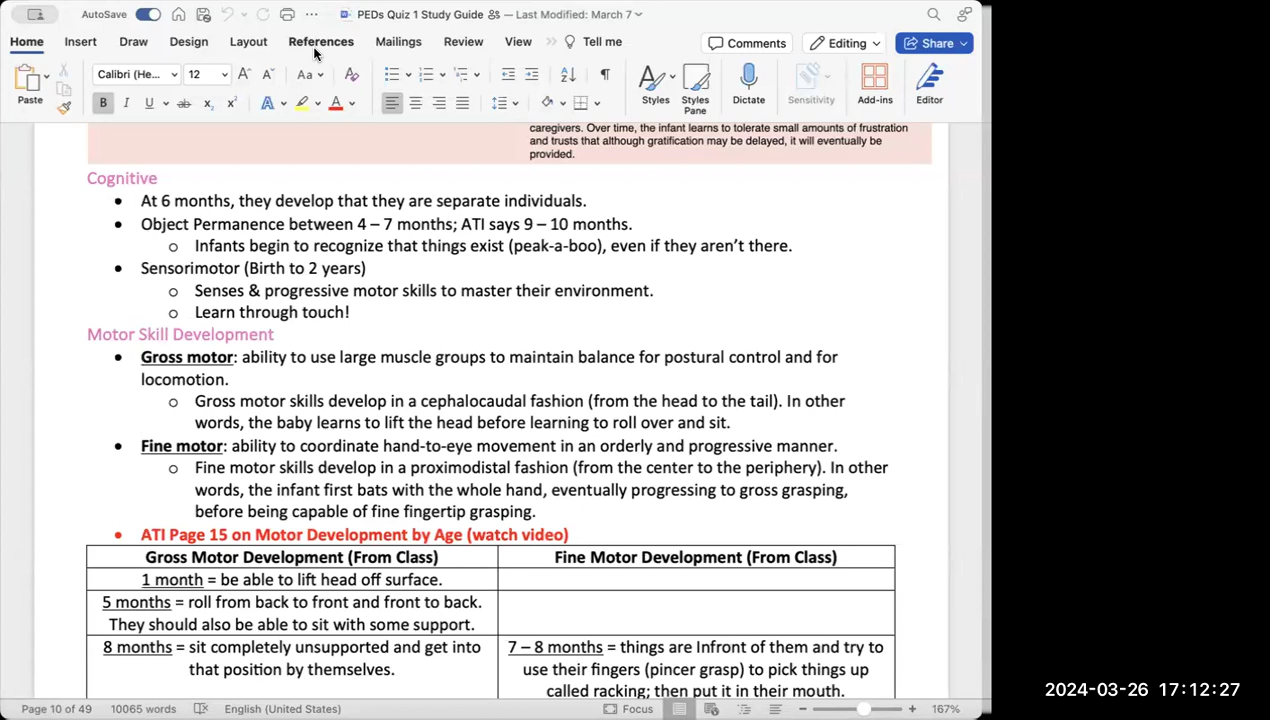 AutoSave
PEDs Quiz 1 Study Guide — Last Modified: March 7
Home Insert Draw Design Layout References Mailings Review View Tell me
Comments Editing Share
Paste Calibri (He... 12 Aa Styles Styles Pane Dictate Sensitivity Add-ins Editor
caregivers. Over time, the infant learns to tolerate small amounts of frustration
and trusts that although gratification may be delayed, it will eventually be
provided.
Cognitive
• At 6 months, they develop that they are separate individuals.
• Object Permanence between 4 – 7 months; ATI says 9 – 10 months.
o Infants begin to recognize that things exist (peak-a-boo), even if they aren't there.
• Sensorimotor (Birth to 2 years)
o Senses & progressive motor skills to master their environment.
o Learn through touch!
Motor Skill Development
• Gross motor: ability to use large muscle groups to maintain balance for postural control and for
locomotion.
o Gross motor skills develop in a cephalocaudal fashion (from the head to the tail). In other
words, the baby learns to lift the head before learning to roll over and sit.
• Fine motor: ability to coordinate hand-to-eye movement in an orderly and progressive manner.
o Fine motor skills develop in a proximodistal fashion (from the center to the periphery). In other
words, the infant first bats with the whole hand, eventually progressing to gross grasping,
before being capable of fine fingertip grasping.
• ATI Page 15 on Motor Development by Age (watch video)
Gross Motor Development (From Class) Fine Motor Development (From Class)
1 month = be able to lift head off surface.
5 months = roll from back to front and front to back.
They should also be able to sit with some support.
8 months = sit completely unsupported and get into
that position by themselves.
7 – 8 months = things are Infront of them and try to
use their fingers (pincer grasp) to pick things up
called racking; then put it in their mouth.
Page 10 of 49 10065 words English (United States) Focus 167%
2024-03-26 17:12:27